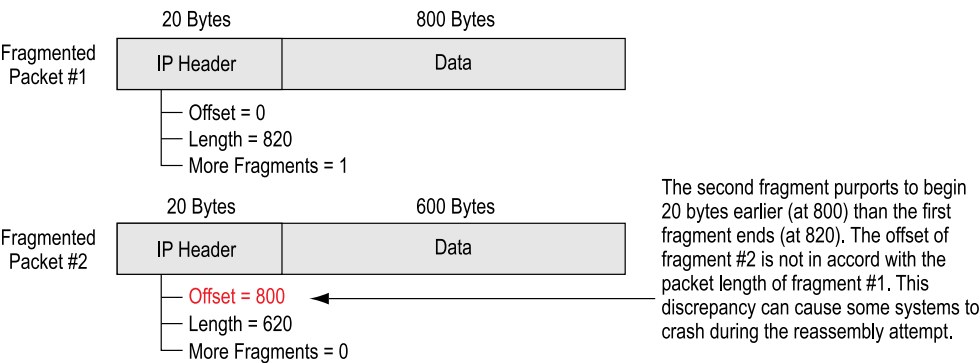 20 Bytes
800 Bytes
Fragmented
Packet #1
IP Header
Data
Offset = 0
Length = 820
More Fragments = 1
20 Bytes
600 Bytes
Fragmented
Packet #2
IP Header
Data
Offset = 800
Length = 620
More Fragments = 0
The second fragment purports to begin
20 bytes earlier (at 800) than the first
fragment ends (at 820). The offset of
fragment #2 is not in accord with the
packet length of fragment #1. This
discrepancy can cause some systems to
crash during the reassembly attempt.